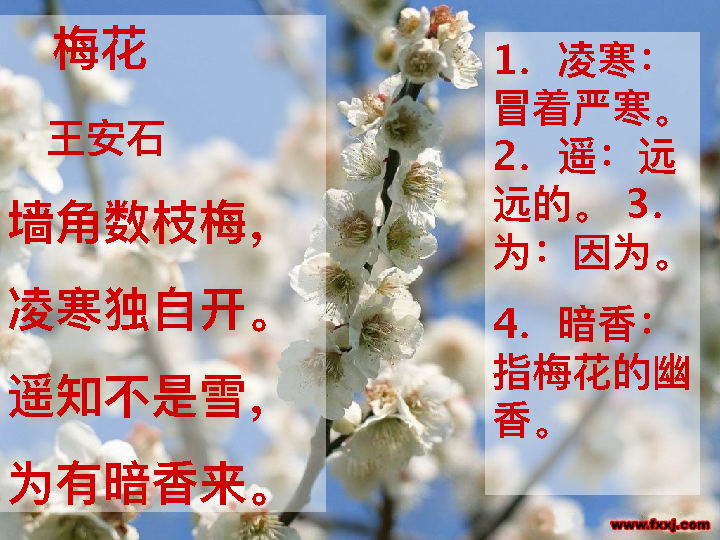 梅花
王安石
墙角数枝梅，
凌寒独自开。
遥知不是雪，
为有暗香来。
1．凌寒：
冒着严寒。
2．遥：远
远的。 3．
为：因为。
4．暗香：
指梅花的幽
香。
www.fxxj.com